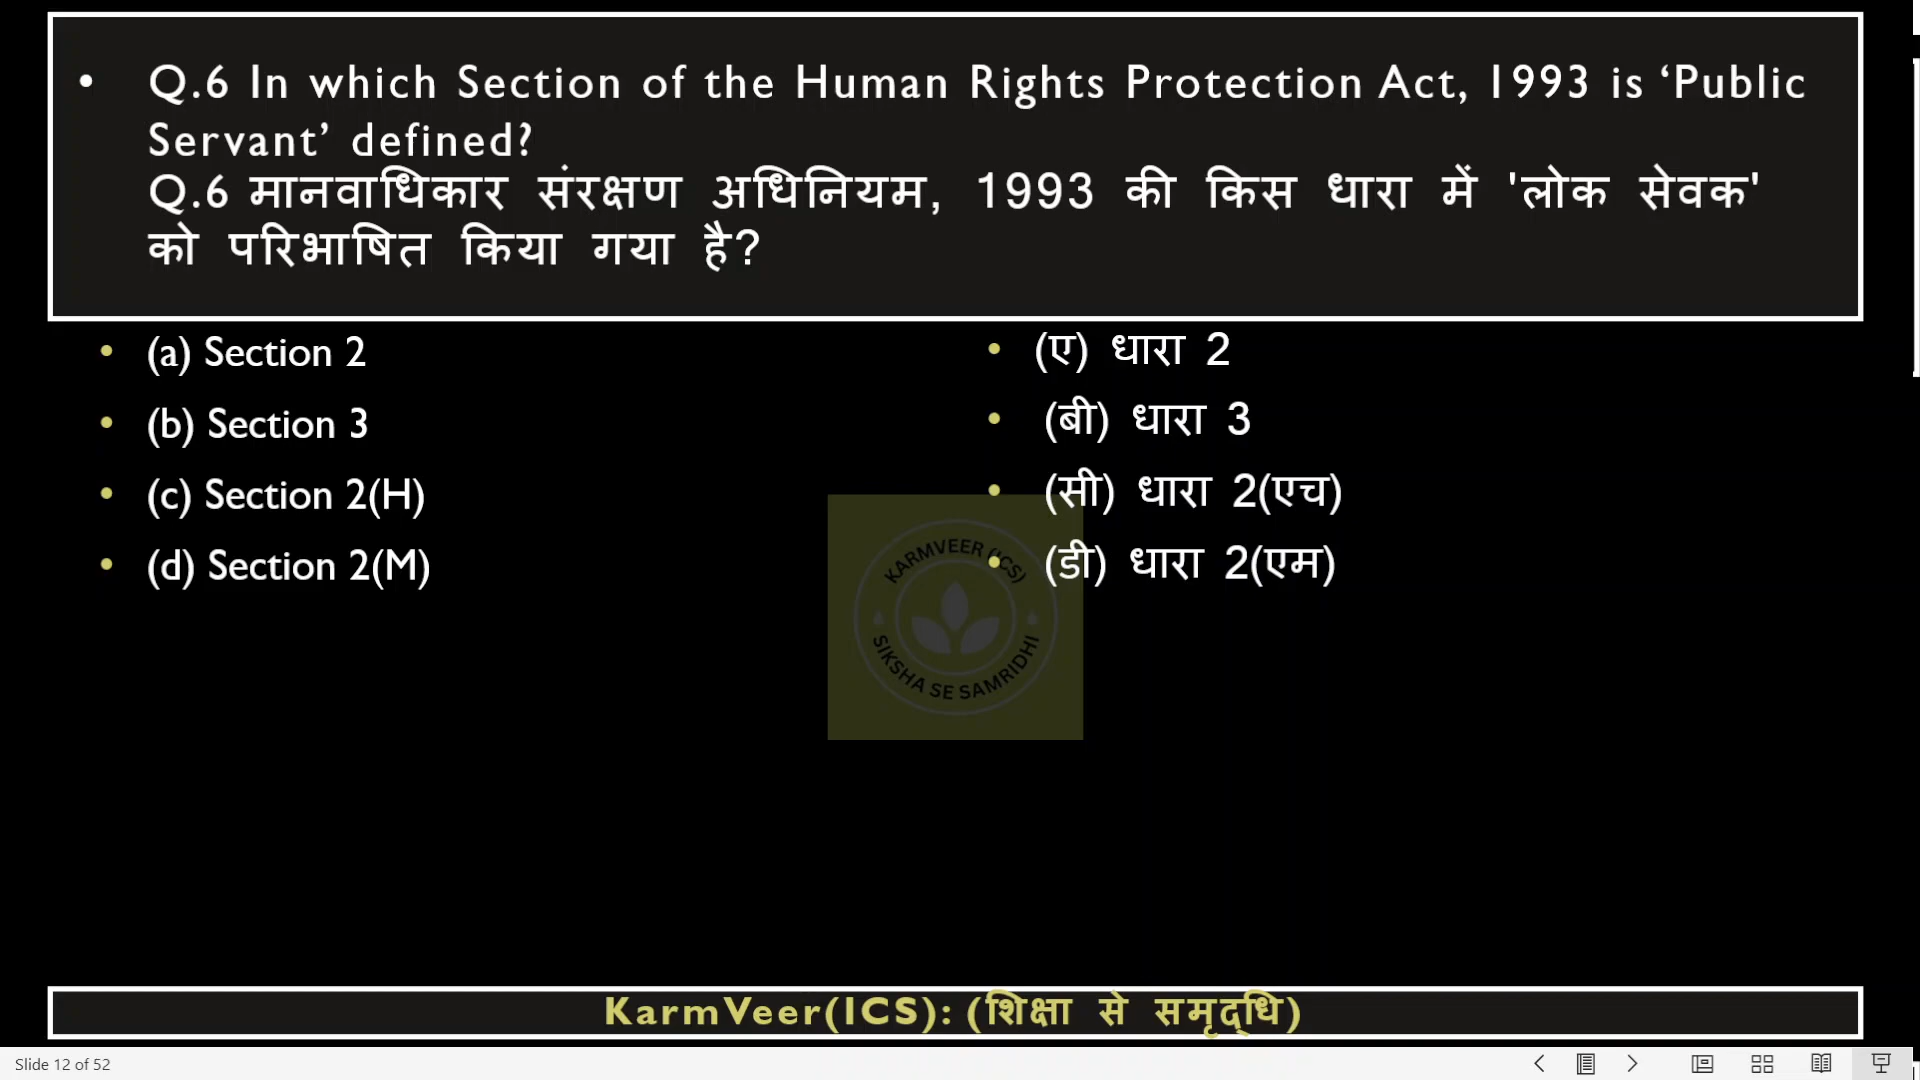 • Q.6 In which Section of the Human Rights Protection Act, 1993 is ‘Public
Servant’ defined?
Q.6 मानवाधिकार संरक्षण अधिनियम, 1993 की किस धारा में 'लोक सेवक'
को परिभाषित किया गया है?
• (a) Section 2
• (b) Section 3
• (c) Section 2(H)
• (d) Section 2(M)
• (ए) धारा 2
• (बी) धारा 3
• (सी) धारा 2(एच)
• (डी) धारा 2(एम)
KARMVEER (ICS)
SIKSHA SE SAMRIDHI
KarmVeer(ICS): (शिक्षा से समृद्धि)
Slide 12 of 52